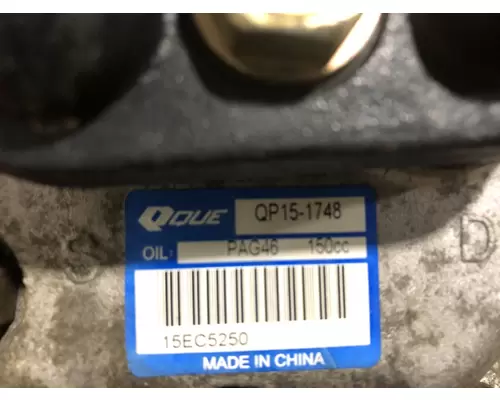 QUE QP15-1748
OIL: PAG46 150cc
15EC5250
MADE IN CHINA
S D